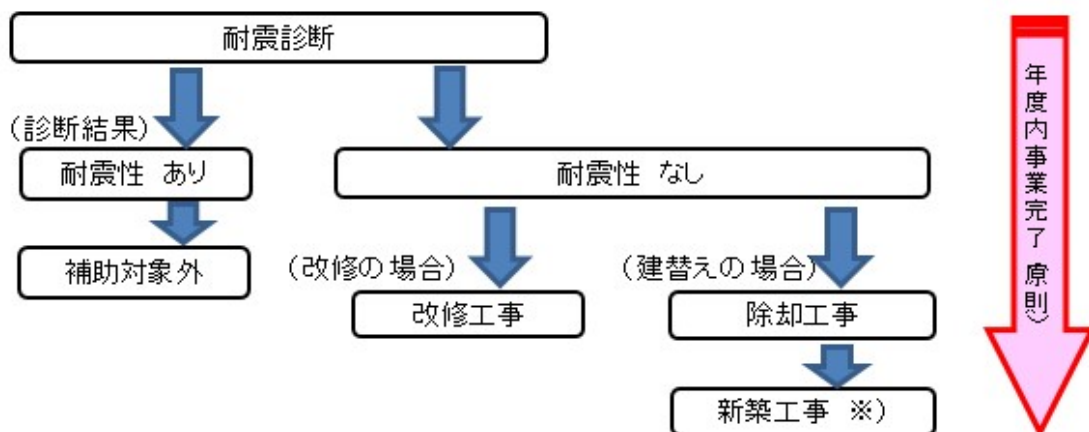 耐震診断
(診断結果)
耐震性 あり
耐震性 なし
補助対象外
(改修の場合)
(建替えの場合)
改修工事
除却工事
新築工事 ※)
年度内事業完了 原則)